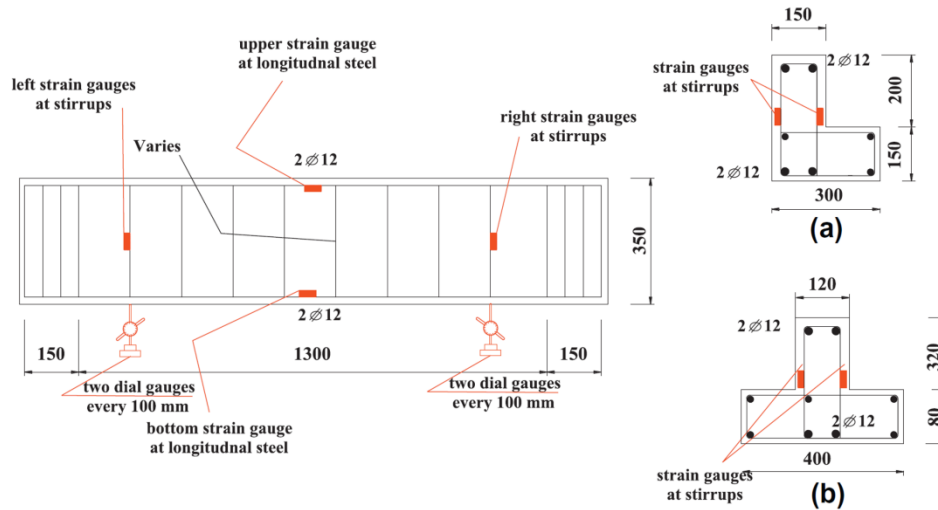 upper strain gauge
at longitudnal steel
left strain gauges
at stirrups
Varies
2 ⌀ 12
right strain gauges
at stirrups
350
2 ⌀ 12
150
1300
150
two dial gauges
every 100 mm
two dial gauges
every 100 mm
bottom strain gauge
at longitudnal steel
150
2 ⌀ 12
strain gauges
at stirrups
200
150
2 ⌀ 12
300
(a)
120
2 ⌀ 12
320
80
2 ⌀ 12
400
strain gauges
at stirrups
(b)